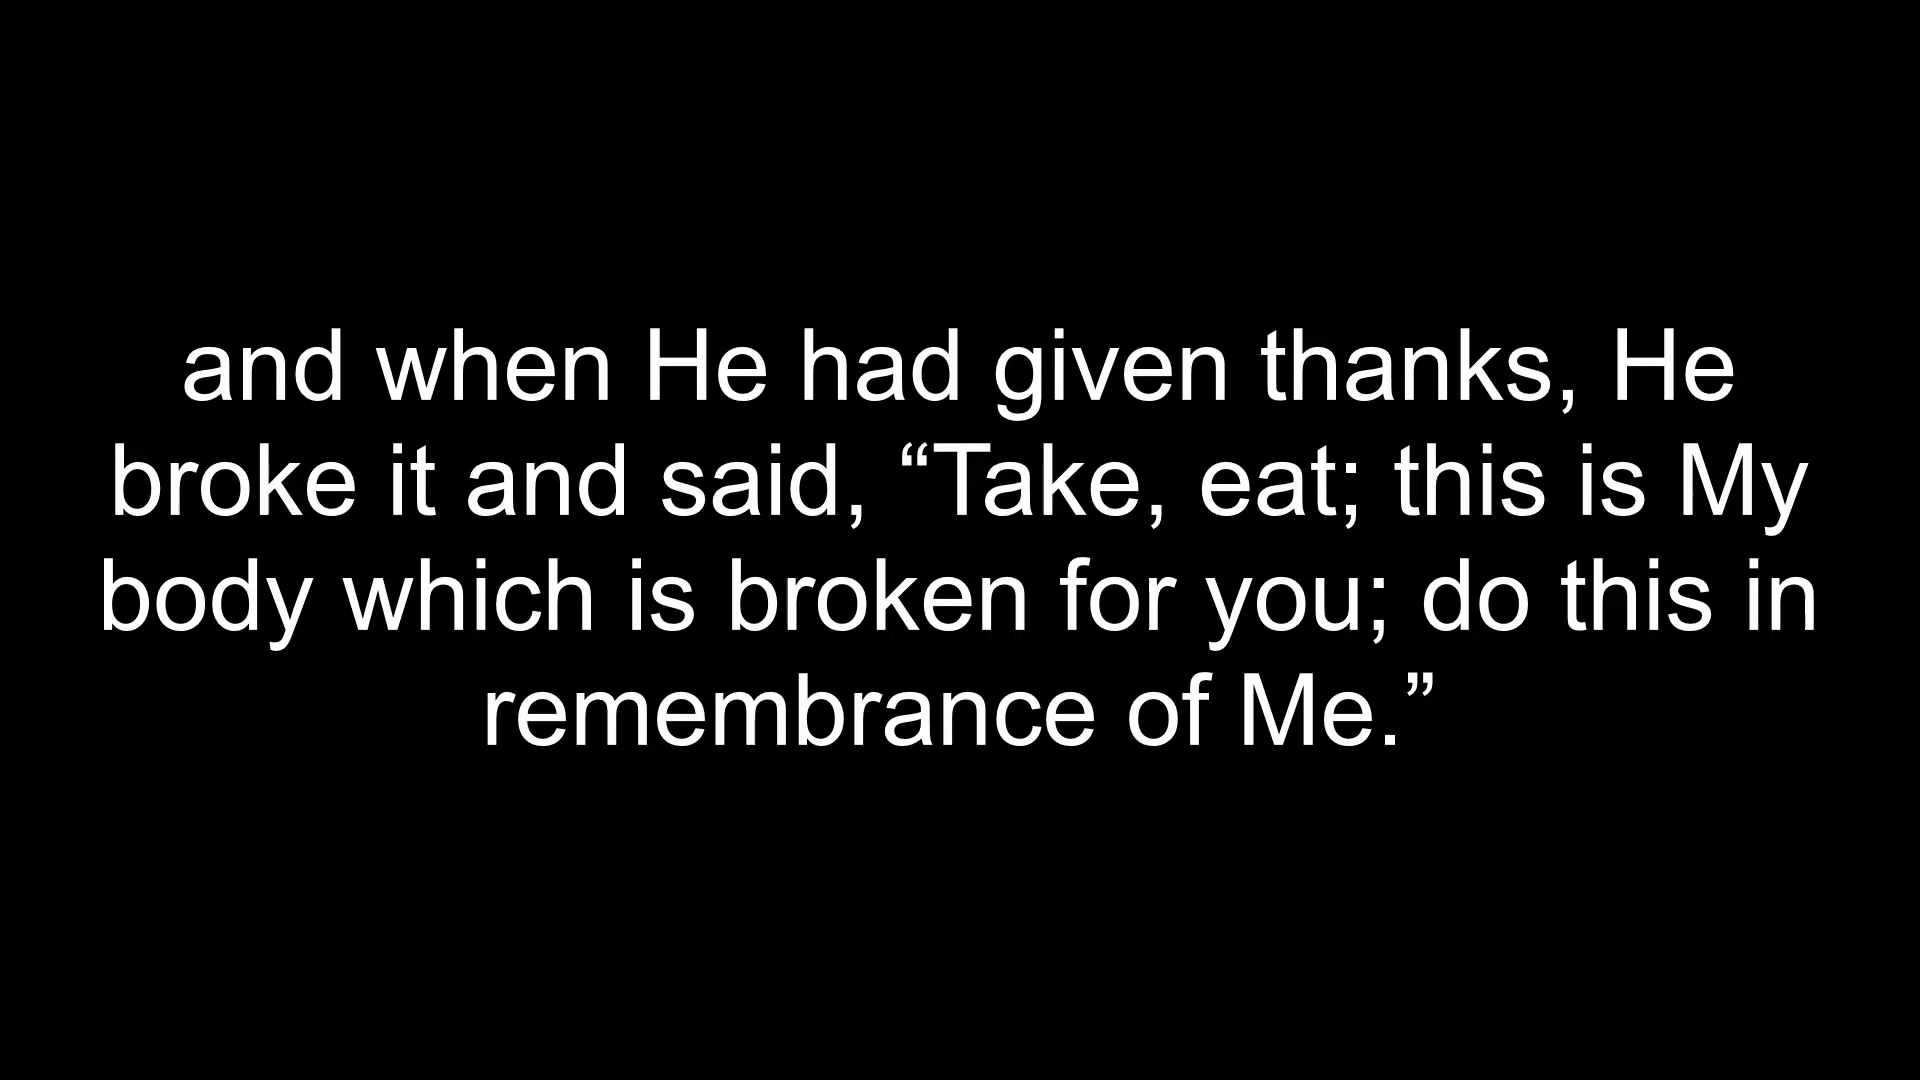 and when He had given thanks, He
broke it and said, “Take, eat; this is My
body which is broken for you; do this in
remembrance of Me.”